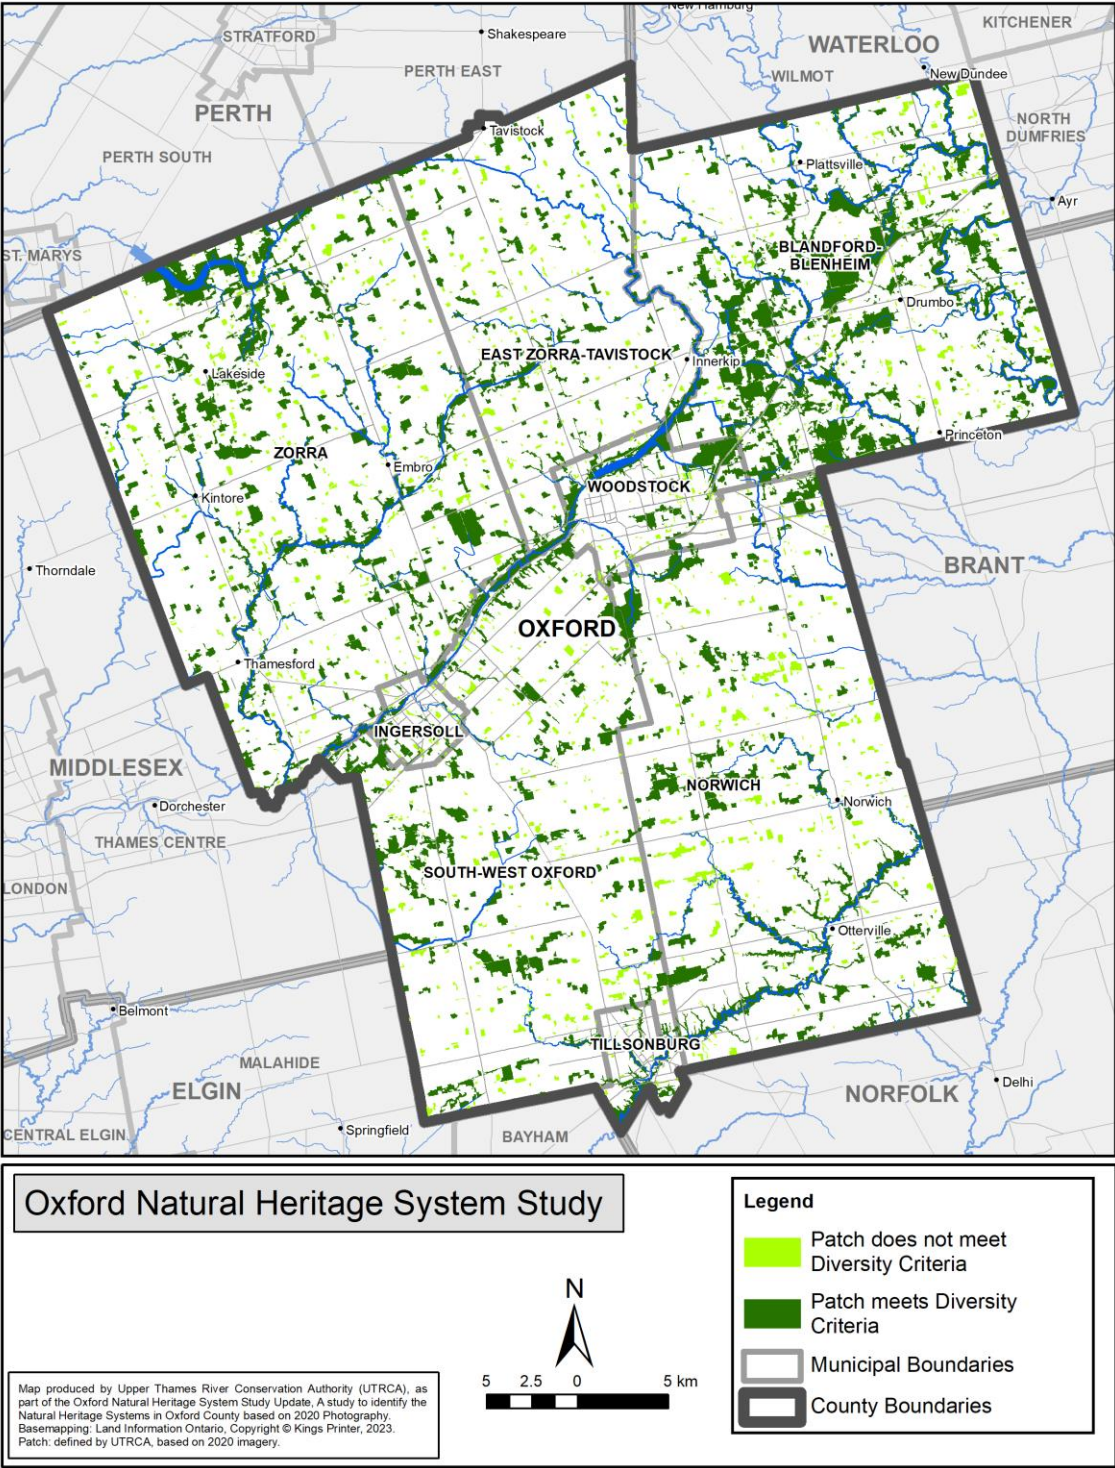 New Hamburg
KITCHENER
STRATFORD
Shakespeare
WATERLOO
PERTH EAST
WILMOT
New Dundee
PERTH
NORTH
DUMFRIES
Tavistock
PERTH SOUTH
Plattsville
Ayr
ST. MARYS
BLANDFORD-
BLENHEIM
Drumbo
EAST ZORRA-TAVISTOCK
Innerkip
Lakeside
Princeton
ZORRA
Embro
WOODSTOCK
Kintore
Thorndale
BRANT
OXFORD
Thamesford
INGERSOLL
MIDDLESEX
NORWICH
Dorchester
Norwich
THAMES CENTRE
SOUTH-WEST OXFORD
LONDON
Otterville
Belmont
TILLSONBURG
MALAHIDE
ELGIN
Delhi
NORFOLK
CENTRAL ELGIN
Springfield
BAYHAM
Oxford Natural Heritage System Study
N
5 2.5 0 5 km
Map produced by Upper Thames River Conservation Authority (UTRCA), as
part of the Oxford Natural Heritage System Study Update, A study to identify the
Natural Heritage Systems in Oxford County based on 2020 Photography.
Basemapping: Land Information Ontario, Copyright © Kings Printer, 2023.
Patch: defined by UTRCA, based on 2020 imagery.
Legend
Patch does not meet
Diversity Criteria
Patch meets Diversity
Criteria
Municipal Boundaries
County Boundaries